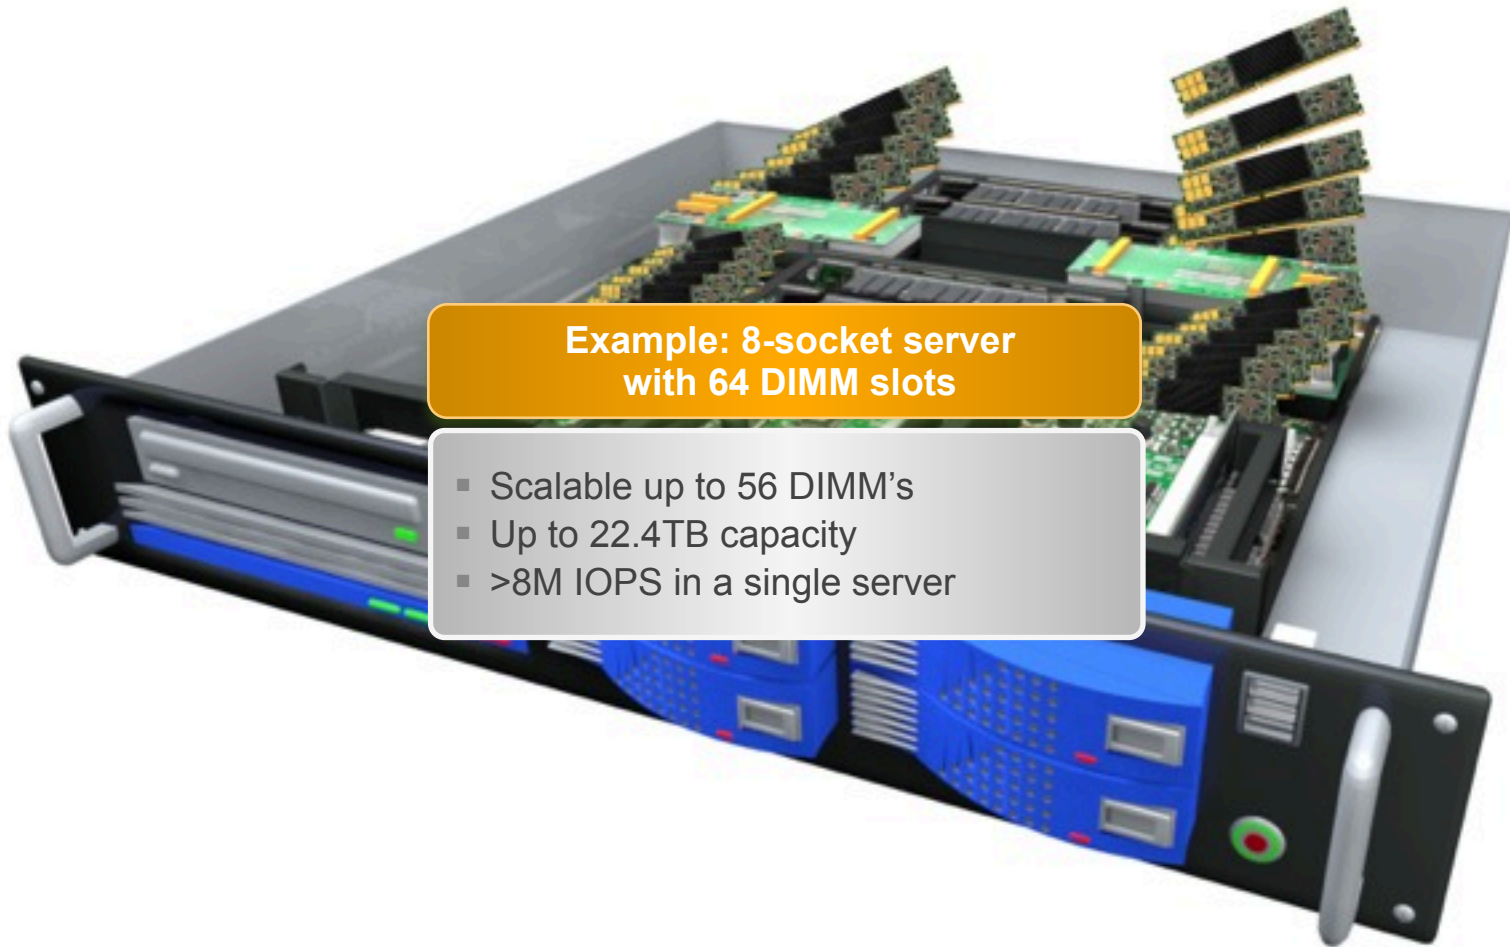 Example: 8-socket server
with 64 DIMM slots
▪ Scalable up to 56 DIMM’s
▪ Up to 22.4TB capacity
▪ >8M IOPS in a single server